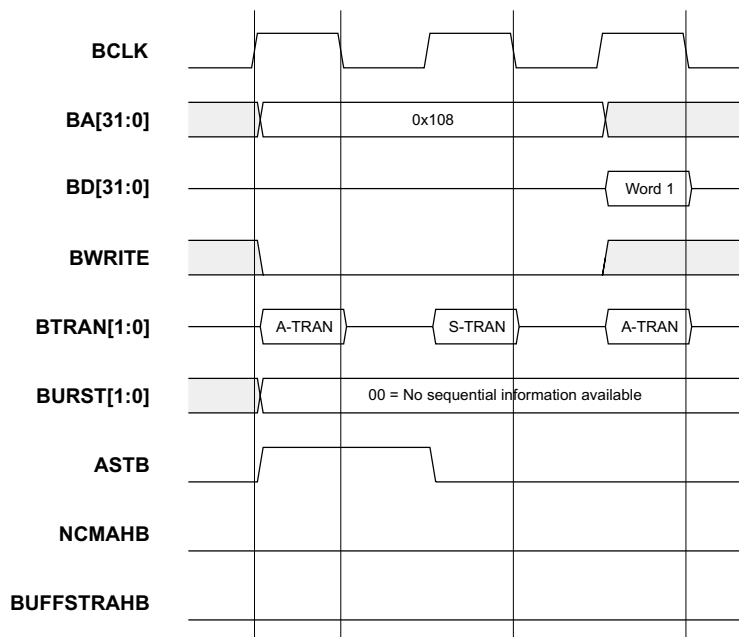 BCLK
BA[31:0]
0x108
BD[31:0]
Word 1
BWRITE
BTRAN[1:0]
A-TRAN
S-TRAN
A-TRAN
BURST[1:0]
00 = No sequential information available
ASTB
NCMAHB
BUFFSTRAHB